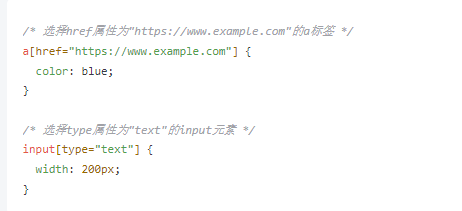 /* 选择href属性为"https://www.example.com"的a标签 */
a[href="https://www.example.com"] {
  color: blue;
}

/* 选择type属性为"text"的input元素 */
input[type="text"] {
  width: 200px;
}